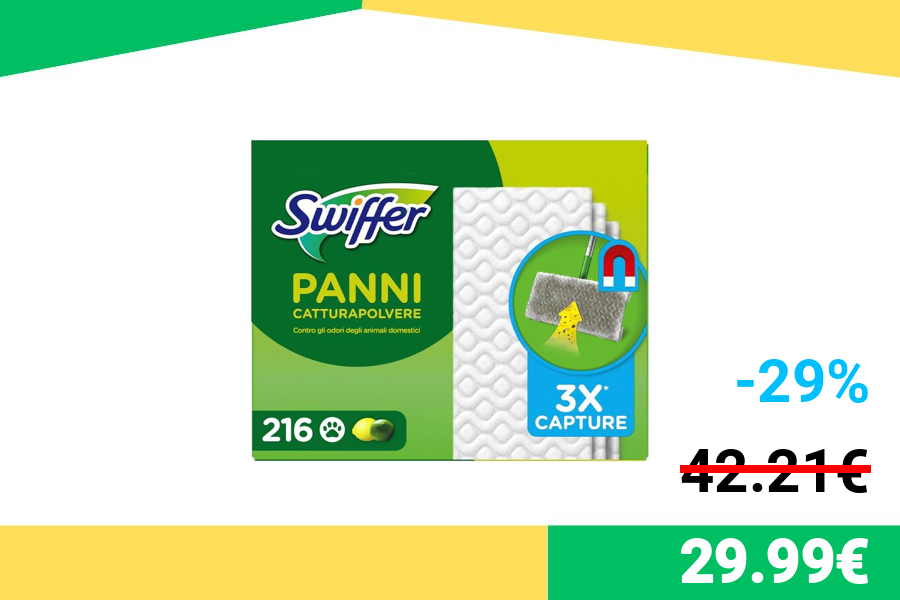 Swiffer
PANNI
CATTURAPOLVERE
Contro gli odori degli animali domestici
216
3X*
CAPTURE
-29%
42.21€
29.99€